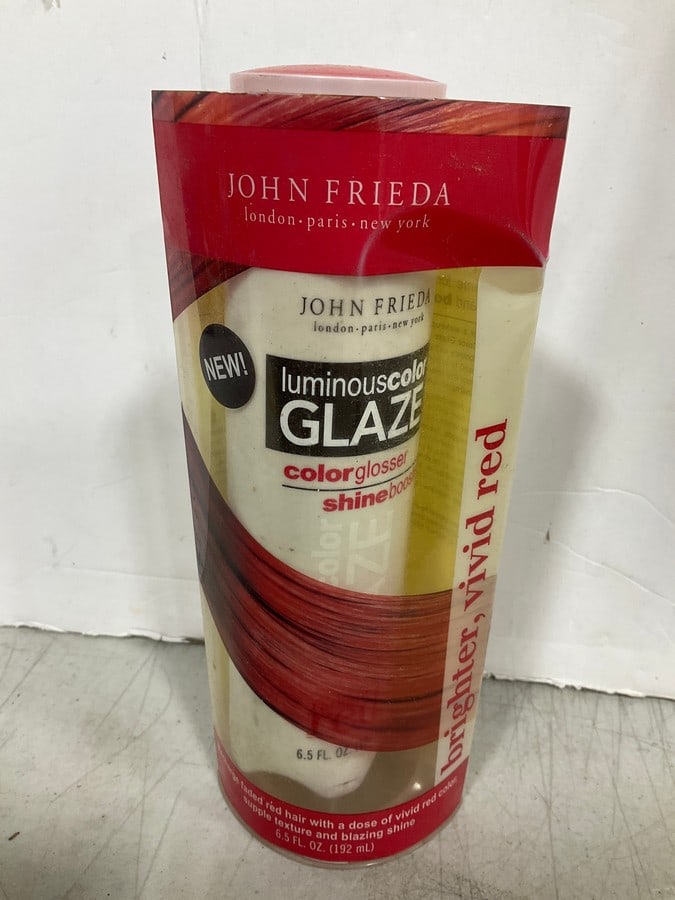 JOHN FRIEDA
london·paris·new york
JOHN FRIEDA
london·paris·new york
NEW!
luminouscolor
GLAZE
colorglosser
shine
brighter, vivid red
6.5 FL. OZ.
faded red hair with a dose of vivid red color,
supple texture and blazing shine
6.5 FL. OZ. (192 mL)